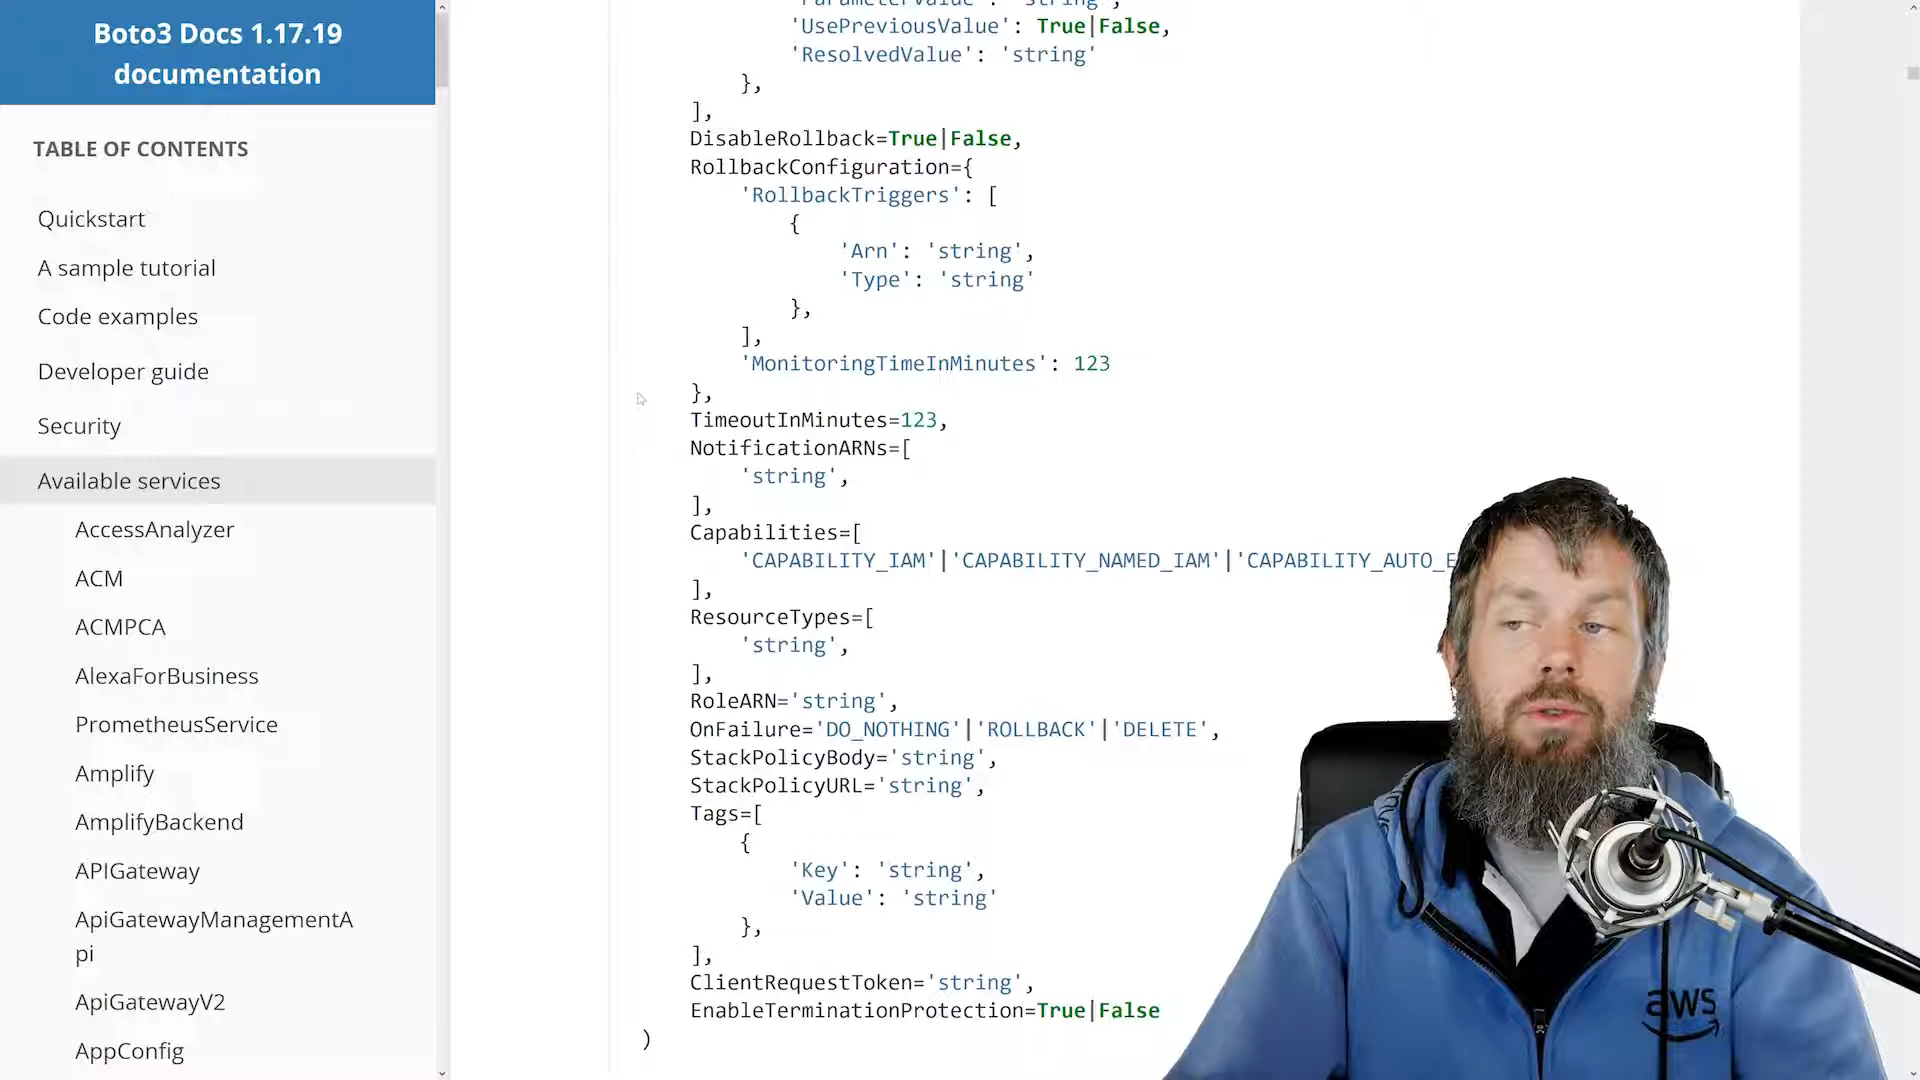 Boto3 Docs 1.17.19
documentation
TABLE OF CONTENTS
Quickstart
A sample tutorial
Code examples
Developer guide
Security
Available services
AccessAnalyzer
ACM
ACMPCA
AlexaForBusiness
PrometheusService
Amplify
AmplifyBackend
APIGateway
ApiGatewayManagementA
pi
ApiGatewayV2
AppConfig
'ParameterValue': 'string',
'UsePreviousValue': True|False,
'ResolvedValue': 'string'
},
],
DisableRollback=True|False,
RollbackConfiguration={
'RollbackTriggers': [
{
'Arn': 'string',
'Type': 'string'
},
],
'MonitoringTimeInMinutes': 123
},
TimeoutInMinutes=123,
NotificationARNs=[
'string',
],
Capabilities=[
'CAPABILITY_IAM'|'CAPABILITY_NAMED_IAM'|'CAPABILITY_AUTO_E
],
ResourceTypes=[
'string',
],
RoleARN='string',
OnFailure='DO_NOTHING'|'ROLLBACK'|'DELETE',
StackPolicyBody='string',
StackPolicyURL='string',
Tags=[
{
'Key': 'string',
'Value': 'string'
},
],
ClientRequestToken='string',
EnableTerminationProtection=True|False
)
aws